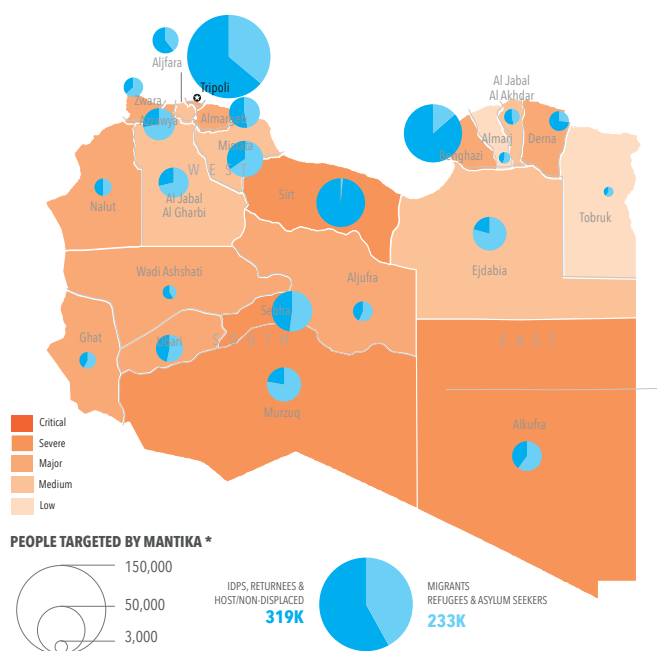 Al Jabal
Al Akhdar
Aljfara
Tripoli
Zwara
Azzawya
Almargeb
Almarj
Derna
Misrata
Benghazi
WEST
Sirt
Nalut
Al Jabal
Al Gharbi
Tobruk
Wadi Ashshati
Aljufra
Ejdabia
Sebha
Ghat
Ubari
SOUTH
EAST
Murzuq
Alkufra
Critical
Severe
Major
Medium
Low
PEOPLE TARGETED BY MANTIKA *
150,000
50,000
3,000
IDPS, RETURNEES &
HOST/NON-DISPLACED
319K
MIGRANTS
REFUGEES & ASYLUM SEEKERS
233K